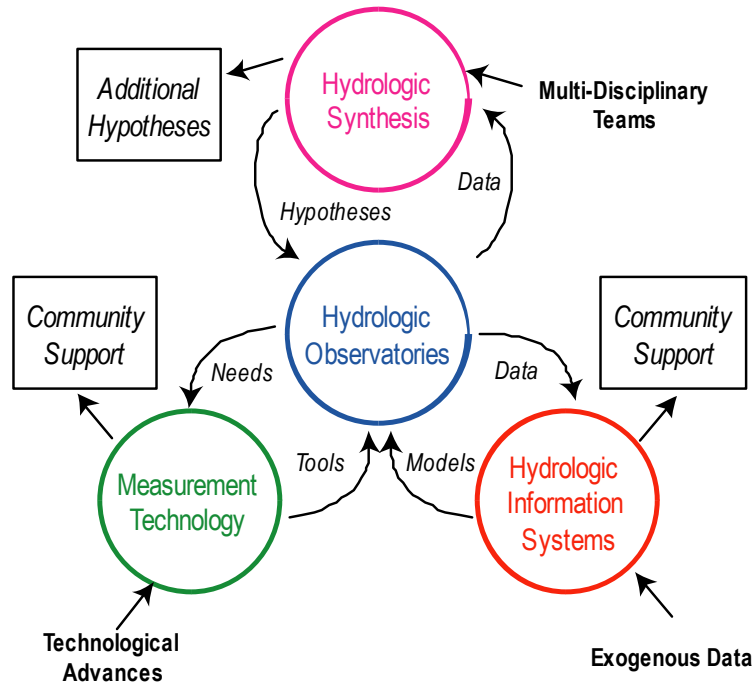 Additional
Hypotheses
Hydrologic
Synthesis
Multi-Disciplinary
Teams
Hypotheses
Data
Community
Support
Hydrologic
Observatories
Community
Support
Needs
Data
Measurement
Technology
Tools
Models
Hydrologic
Information
Systems
Technological
Advances
Exogenous Data